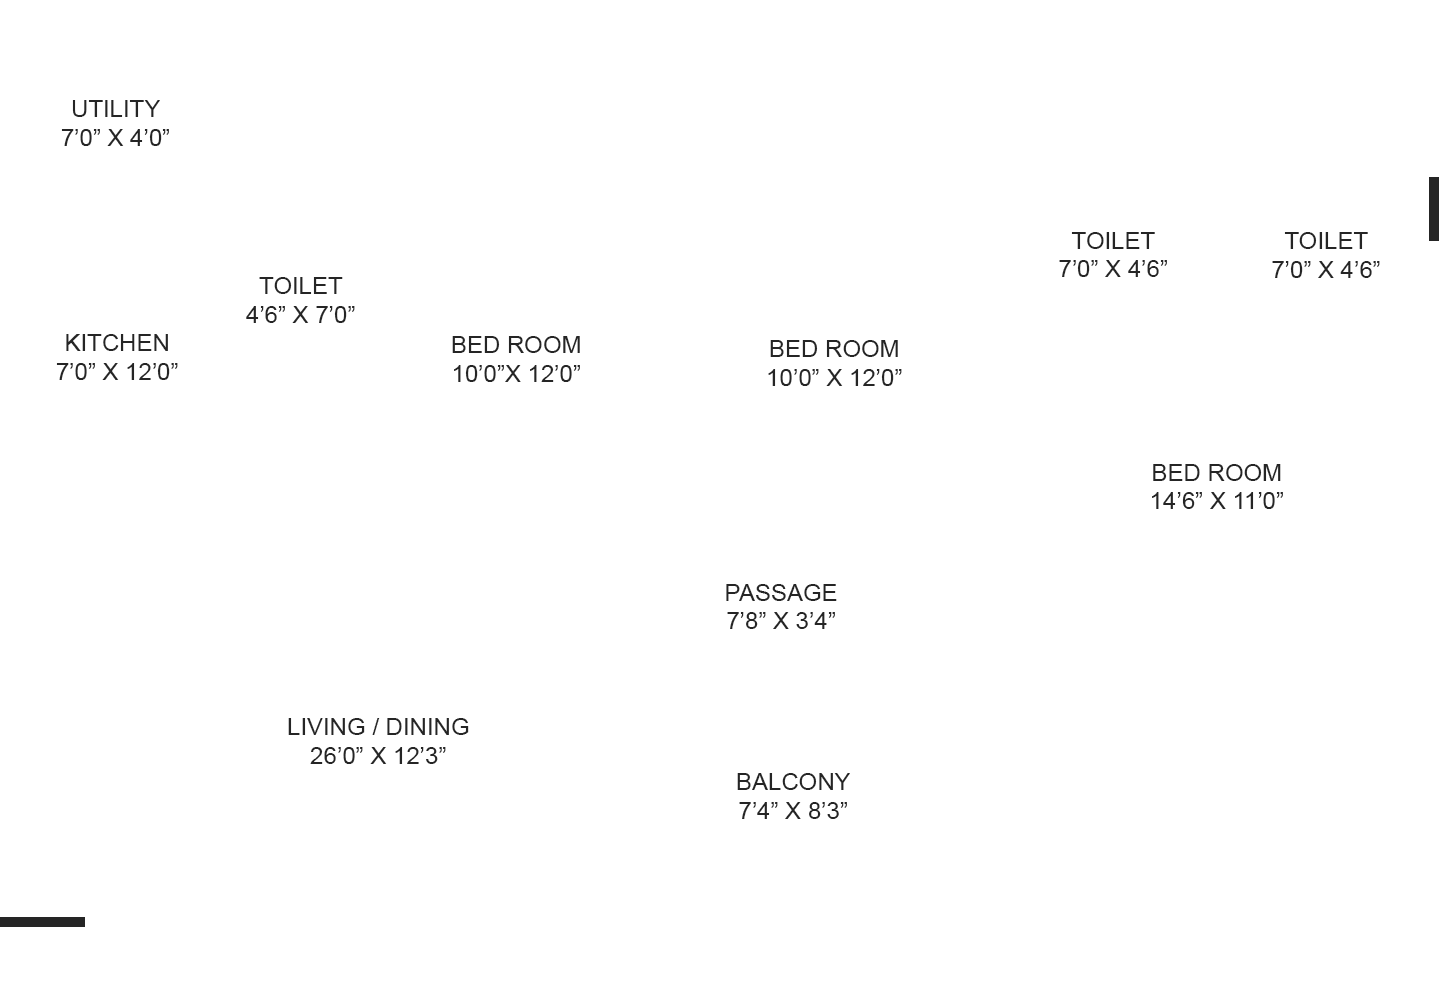 UTILITY
7’0” X 4’0”
TOILET
7’0” X 4’6”
TOILET
7’0” X 4’6”
TOILET
4’6” X 7’0”
KITCHEN
7’0” X 12’0”
BED ROOM
10’0”X 12’0”
BED ROOM
10’0” X 12’0”
BED ROOM
14’6” X 11’0”
PASSAGE
7’8” X 3’4”
LIVING / DINING
26’0” X 12’3”
BALCONY
7’4” X 8’3”